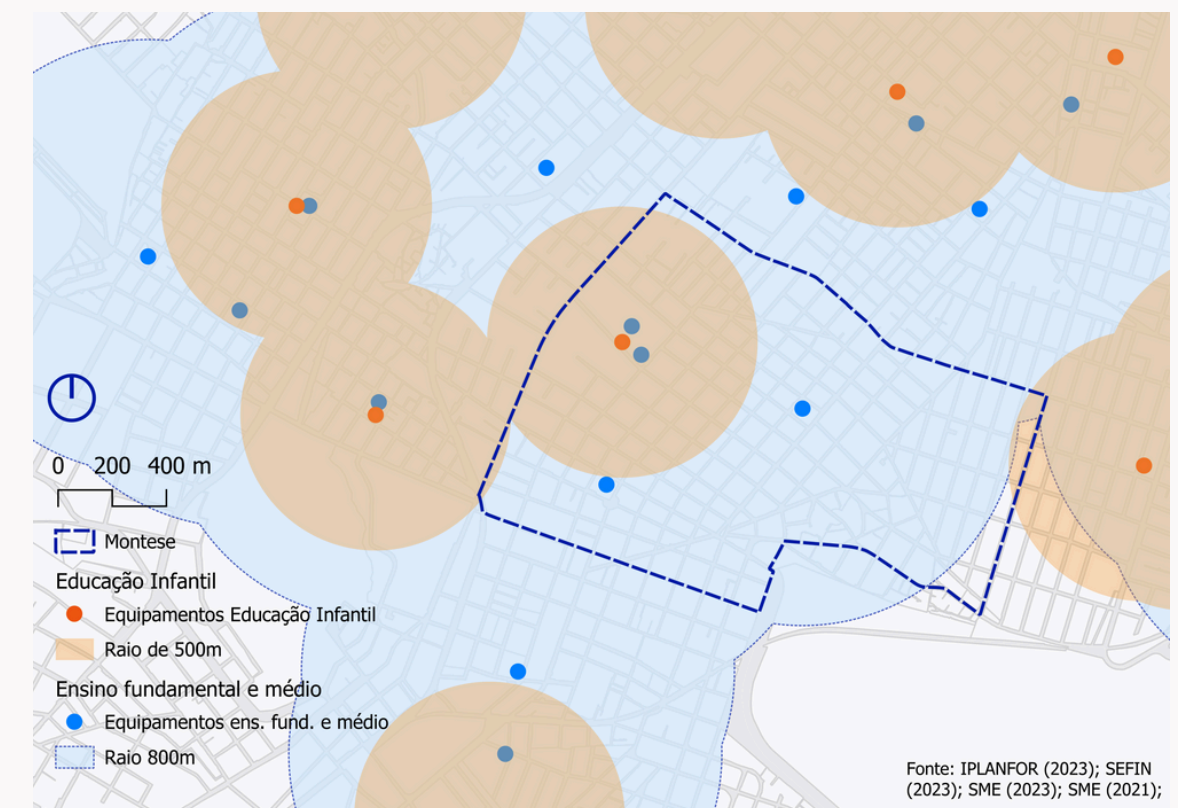 0 200 400 m
Montese
Educação Infantil
Equipamentos Educação Infantil
Raio de 500m
Ensino fundamental e médio
Equipamentos ens. fund. e médio
Raio 800m
Fonte: IPLANFOR (2023); SEFIN
(2023); SME (2023); SME (2021);